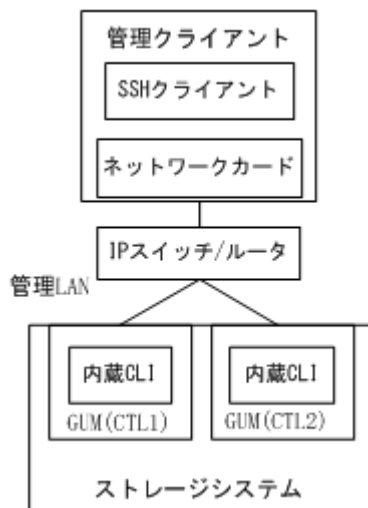 管理クライアント
SSHクライアント
ネットワークカード
IPスイッチ/ルータ
管理LAN
内蔵CLI
内蔵CLI
GUM(CTL1)
GUM(CTL2)
ストレージシステム